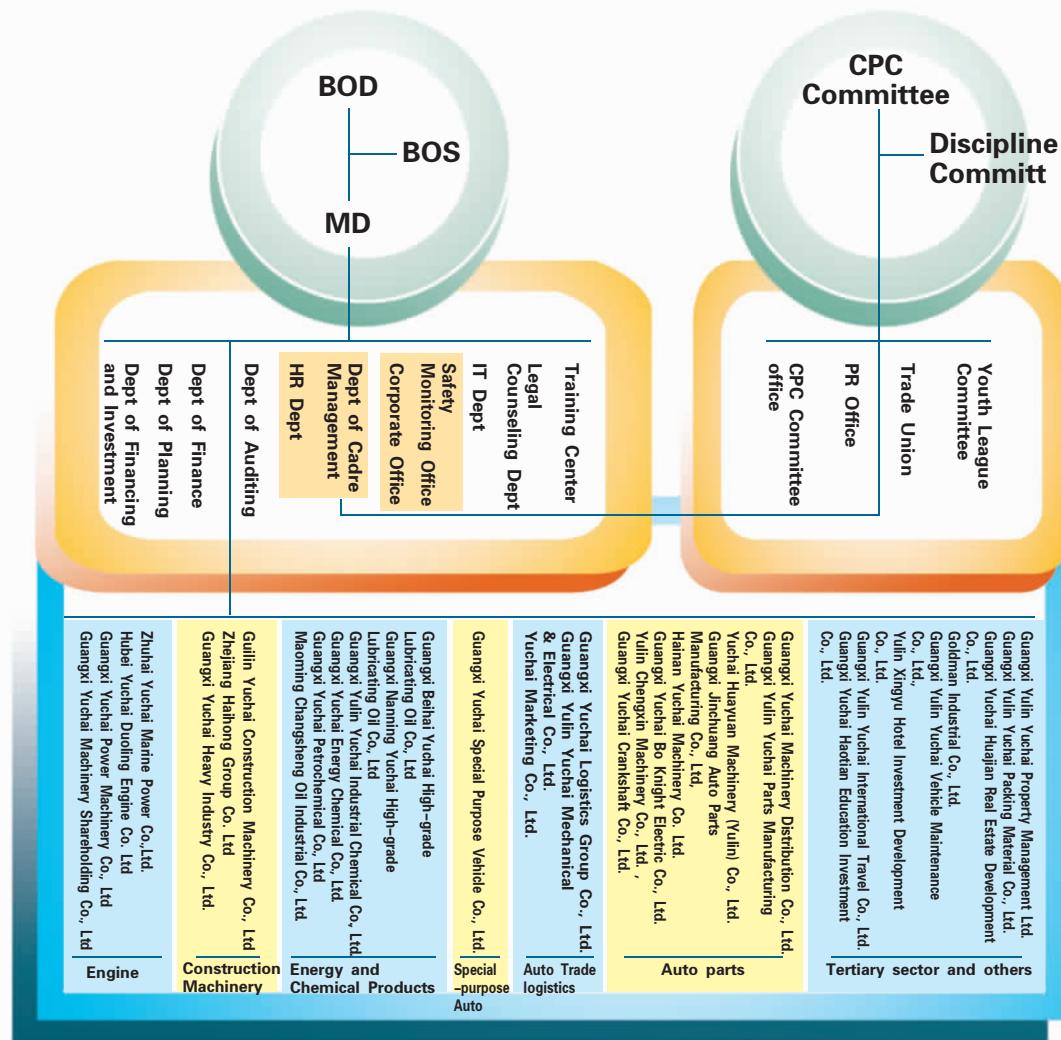 BOD
BOS
MD
CPC
Committee
Discipline
Committ
Dept of Financing
and Investment
Dept of Planning
Dept of Finance
Dept of Auditing
HR Dept
Dept of Cadre
Management
Corporate Office
Safety
Monitoring Office
IT Dept
Legal
Counseling Dept
Training Center
CPC Committee
office
PR Office
Trade Union
Youth League
Committee
Zhuhai Yuchai Marine Power Co.,Ltd.
Hubei Yuchai Duoling Engine Co. Ltd
Guangxi Yuchai Power Machinery Co., Ltd
Guangxi Yuchai Machinery Shareholding Co., Ltd
Engine
Guilin Yuchai Construction Machinery Co., Ltd
Zhejiang Haihong Group Co. Ltd
Guangxi Yuchai Heavy Industry Co., Ltd.
Construction
Machinery
Guangxi Beihai Yuchai High-grade
Lubricating Oil Co., Ltd
Guangxi Nanning Yuchai High-grade
Lubricating Oil Co., Ltd
Guangxi Yulin Yuchai Industrial Chemical Co., Ltd.
Guangxi Yuchai Energy Chemical Co., Ltd.
Guangxi Yuchai Petrochemical Co., Ltd
Maoming Changsheng Oil Industrial Co., Ltd.
Energy and
Chemical Products
Guangxi Yuchai Special Purpose Vehicle Co., Ltd.
Special
-purpose
Auto
Guangxi Yuchai Logistics Group Co., Ltd.
Guangxi Yulin Yuchai Mechanical
& Electrical Co., Ltd.
Yuchai Marketing Co., Ltd.
Auto Trade
logistics
Guangxi Yuchai Machinery Distribution Co., Ltd.
Guangxi Yulin Yuchai Parts Manufacturing
Co., Ltd.
Yuchai Huayuan Machinery (Yulin) Co., Ltd.
Guangxi Jinchuang Auto Parts
Manufacturing Co., Ltd,
Hainan Yuchai Machinery Co. Ltd.
Guangxi Yuchai Bo Knight Electric Co., Ltd.
Yulin Chengxin Machinery Co., Ltd. ,
Guangxi Yuchai Crankshaft Co., Ltd.
Auto parts
Guangxi Yulin Yuchai Property Management Ltd.
Guangxi Yuchai Packing Material Co., Ltd.
Guangxi Yuchai Huajan Real Estate Development
Co., Ltd.
Goldman Industrial Co., Ltd.
Guangxi Yulin Yuchai Vehicle Maintenance
Co., Ltd.,
Yulin Xingyu Hotel Investment Development
Co., Ltd.
Guangxi Yulin Yuchai International Travel Co., Ltd.
Guangxi Yuchai Haotian Education Investment
Co., Ltd.
Tertiary sector and others